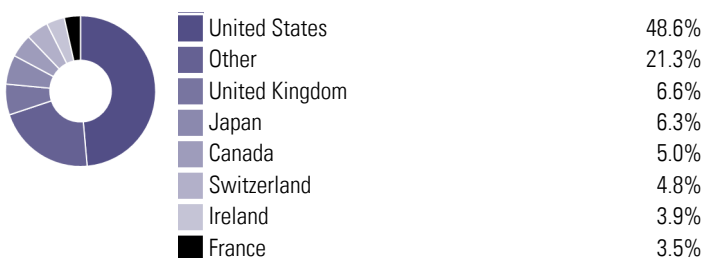 United States 48.6%
Other 21.3%
United Kingdom 6.6%
Japan 6.3%
Canada 5.0%
Switzerland 4.8%
Ireland 3.9%
France 3.5%